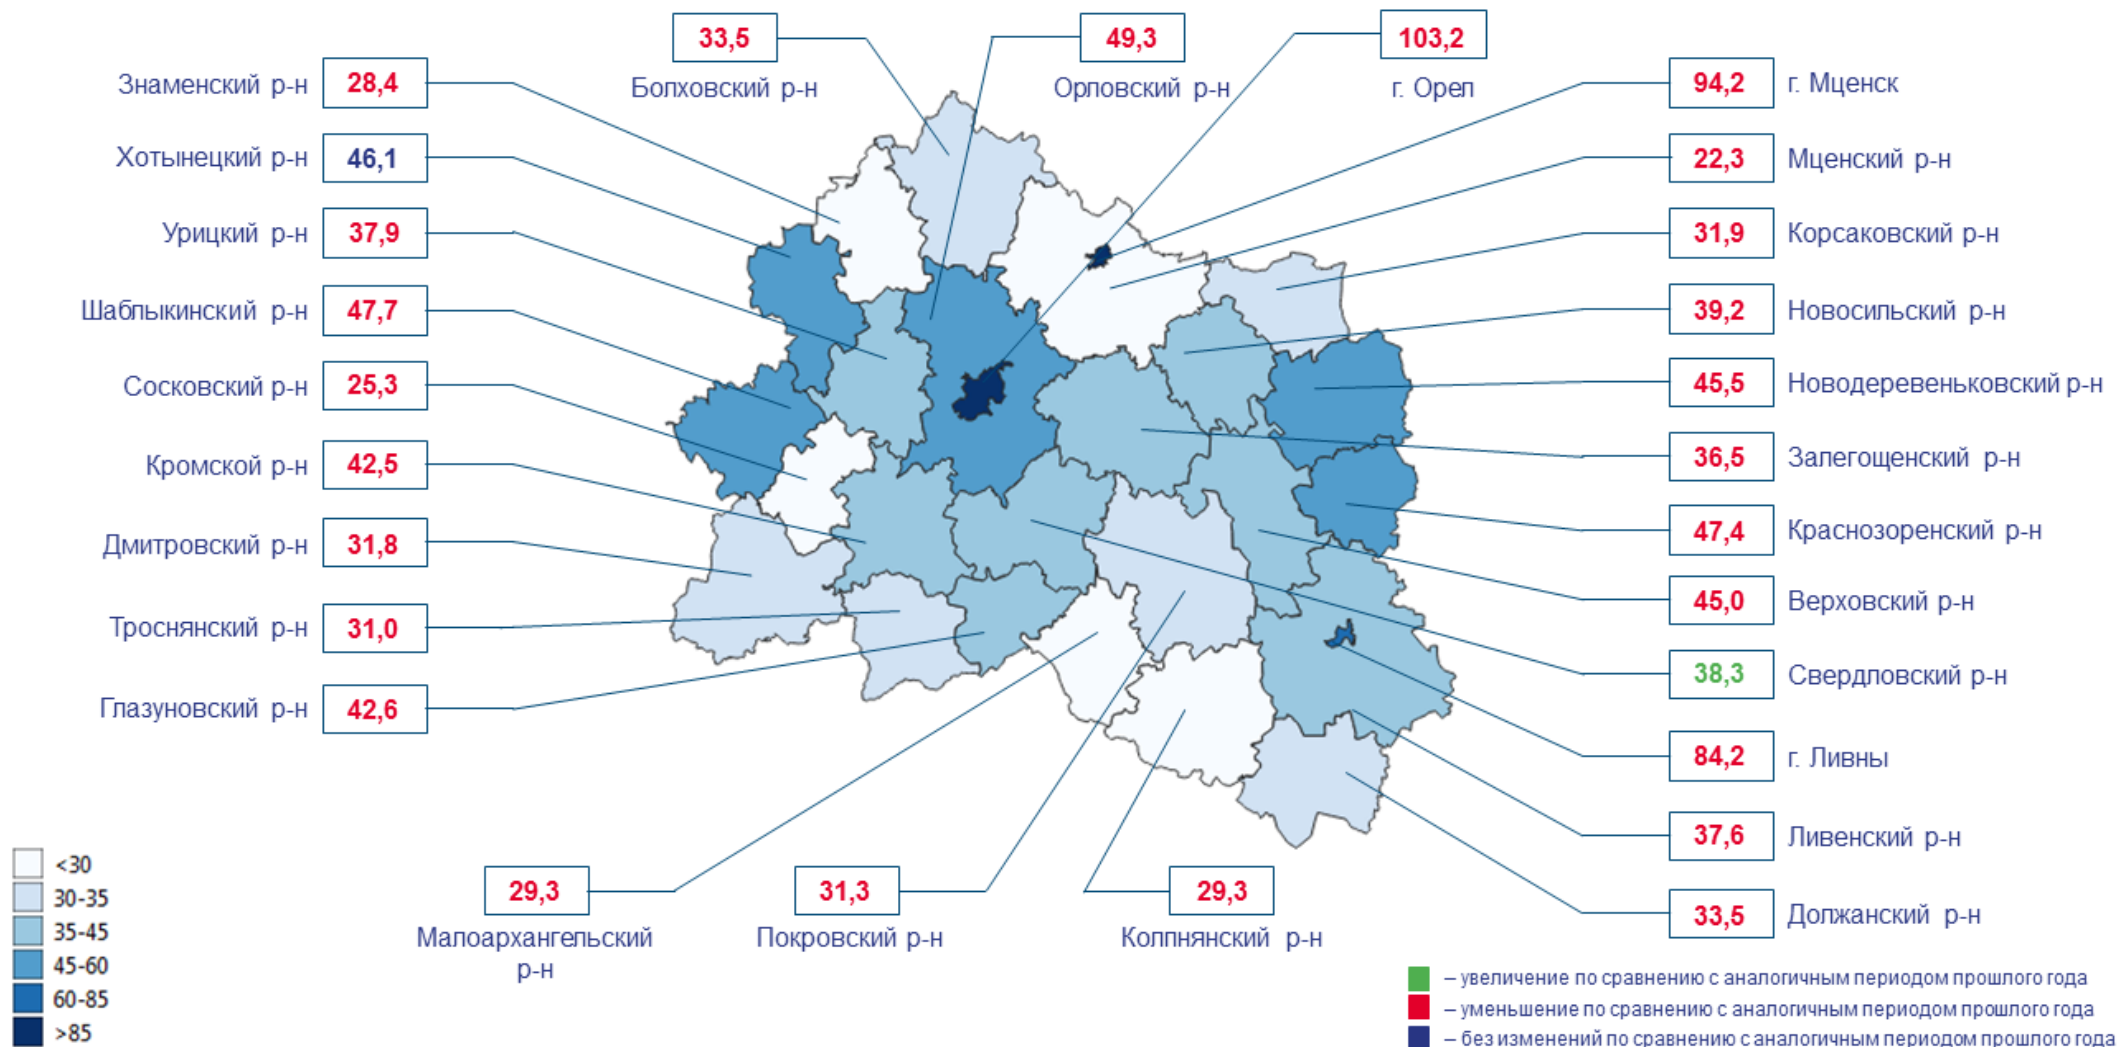 33,5
Болховский р-н
49,3
Орловский р-н
103,2
г. Орел
Знаменский р-н 28,4
Хотынецкий р-н 46,1
Урицкий р-н 37,9
Шаблыкинский р-н 47,7
Сосковский р-н 25,3
Кромской р-н 42,5
Дмитровский р-н 31,8
Троснянский р-н 31,0
Глазуновский р-н 42,6
94,2 г. Мценск
22,3 Мценский р-н
31,9 Корсаковский р-н
39,2 Новосильский р-н
45,5 Новодеревеньковский р-н
36,5 Залегощенский р-н
47,4 Краснозоренский р-н
45,0 Верховский р-н
38,3 Свердловский р-н
84,2 г. Ливны
37,6 Ливенский р-н
33,5 Должанский р-н
29,3
Малоархангельский
р-н
31,3
Покровский р-н
29,3
Колпнянский р-н
<30
30-35
35-45
45-60
60-85
>85
– увеличение по сравнению с аналогичным периодом прошлого года
– уменьшение по сравнению с аналогичным периодом прошлого года
– без изменений по сравнению с аналогичным периодом прошлого года